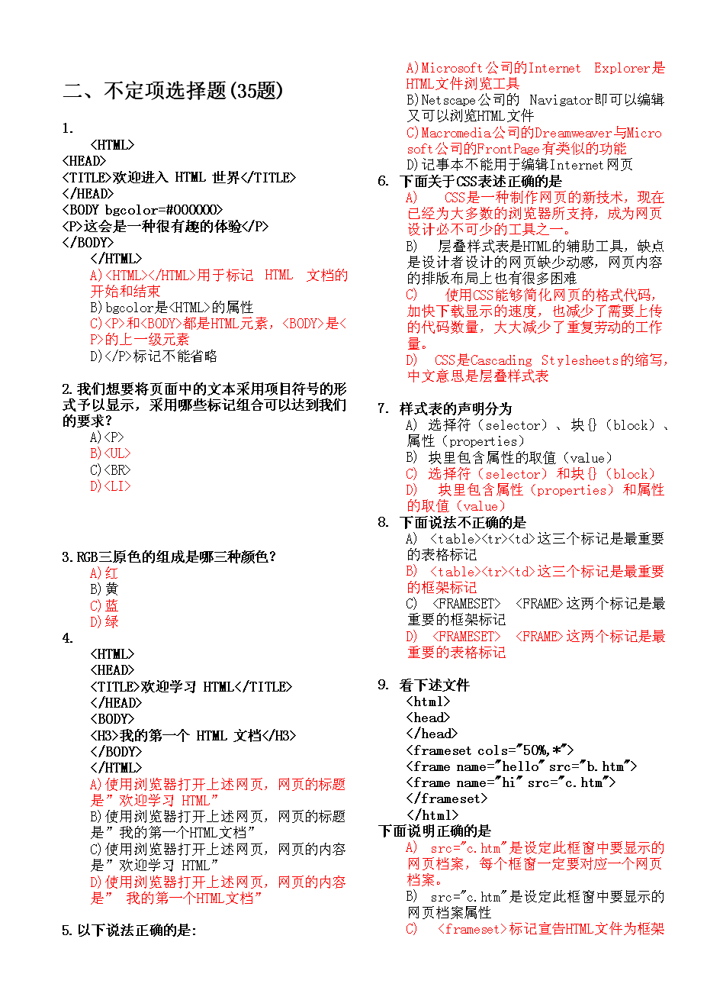 二、不定项选择题(35题)
1.
<HTML>
<HEAD>
<TITLE>欢迎进入 HTML 世界</TITLE>
</HEAD>
<BODY bgcolor=#000000>
<P>这会是一种很有趣的体验</P>
</BODY>
</HTML>
A)<HTML></HTML>用于标记 HTML 文档的
开始和结束
B)bgcolor是<HTML>的属性
C)<P>和<BODY>都是HTML元素，<BODY>是<
P>的上一级元素
D)</P>标记不能省略
2.我们想要将页面中的文本采用项目符号的形
式予以显示，采用哪些标记组合可以达到我们
的要求?
A)<P>
B)<UL>
C)<BR>
D)<LI>
3.RGB三原色的组成是哪三种颜色?
A)红
B)黄
C)蓝
D)绿
4.
<HTML>
<HEAD>
<TITLE>欢迎学习 HTML</TITLE>
</HEAD>
<BODY>
<H3>我的第一个 HTML 文档</H3>
</BODY>
</HTML>
A)使用浏览器打开上述网页，网页的标题
是”欢迎学习 HTML”
B)使用浏览器打开上述网页，网页的标题
是”我的第一个HTML文档”
C)使用浏览器打开上述网页，网页的内容
是”欢迎学习 HTML”
D)使用浏览器打开上述网页，网页的内容
是” 我的第一个HTML文档”
5.以下说法正确的是:
A)Microsoft公司的Internet Explorer是
HTML文件浏览工具
B)Netscape公司的 Navigator即可以编辑
又可以浏览HTML文件
C)Macromedia公司的Dreamweaver与Micro
soft公司的FrontPage有类似的功能
D)记事本不能用于编辑Internet网页
6. 下面关于CSS表述正确的是
A) CSS是一种制作网页的新技术，现在
已经为大多数的浏览器所支持，成为网页
设计必不可少的工具之一。
B) 层叠样式表是HTML的辅助工具，缺点
是设计者设计的网页缺少动感，网页内容
的排版布局上也有很多困难
C) 使用CSS能够简化网页的格式代码，
加快下载显示的速度，也减少了需要上传
的代码数量，大大减少了重复劳动的工作
量。
D) CSS是Cascading Stylesheets的缩写，
中文意思是层叠样式表
7. 样式表的声明分为
A) 选择符（selector）、块{}（block）、
属性（properties）
B) 块里包含属性的取值（value）
C) 选择符（selector）和块{}（block）
D) 块里包含属性（properties）和属性
的取值（value）
8. 下面说法不正确的是
A) <table><tr><td>这三个标记是最重要
的表格标记
B) <table><tr><td>这三个标记是最重要
的框架标记
C) <FRAMESET> <FRAME>这两个标记是最
重要的框架标记
D) <FRAMESET> <FRAME>这两个标记是最
重要的表格标记
9. 看下述文件
<html>
<head>
</head>
<frameset cols="50%,*">
<frame name="hello" src="b.htm">
<frame name="hi" src="c.htm">
</frameset>
</html>
下面说明正确的是
A) src="c.htm"是设定此框窗中要显示的
网页档案，每个框窗一定要对应一个网页
档案。
B) src="c.htm"是设定此框窗中要显示的
网页档案属性
C) <frameset>标记宣告HTML文件为框架